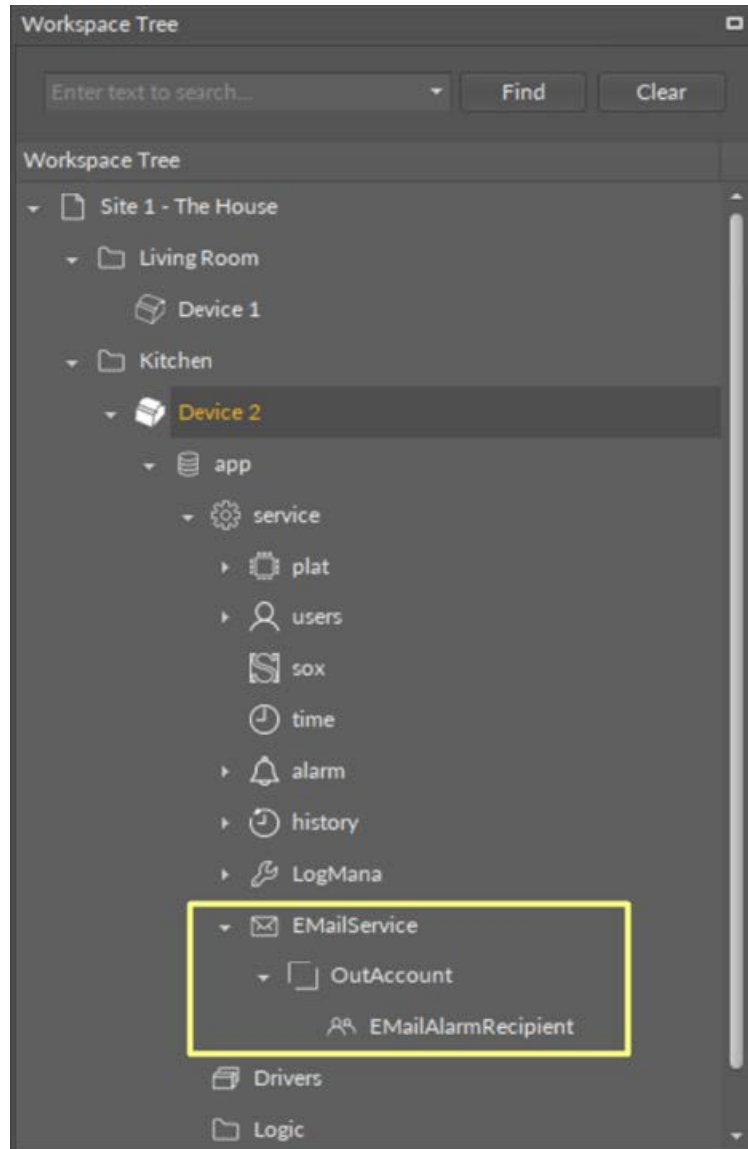 Workspace Tree
Enter text to search... Find Clear
Workspace Tree
Site 1 - The House
Living Room
Device 1
Kitchen
Device 2
app
service
plat
users
sox
time
alarm
history
LogMana
EMailService
OutAccount
EMailAlarmRecipient
Drivers
Logic